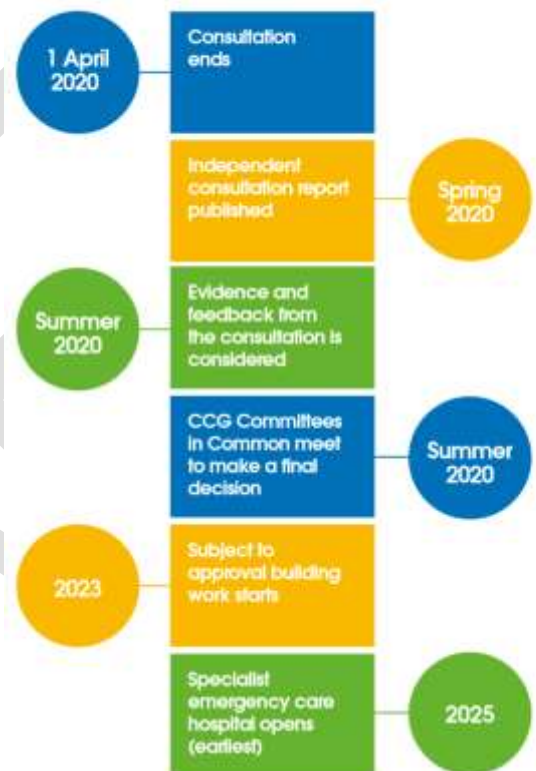 1 April
2020
Consultation
ends
Independent
consultation report
published
Spring
2020
Summer
2020
Evidence and
feedback from
the consultation is
considered
CCG Committees
in Common meet
to make a final
decision
Summer
2020
2023
Subject to
approval building
work starts
Specialist
emergency care
hospital opens
(earliest)
2025